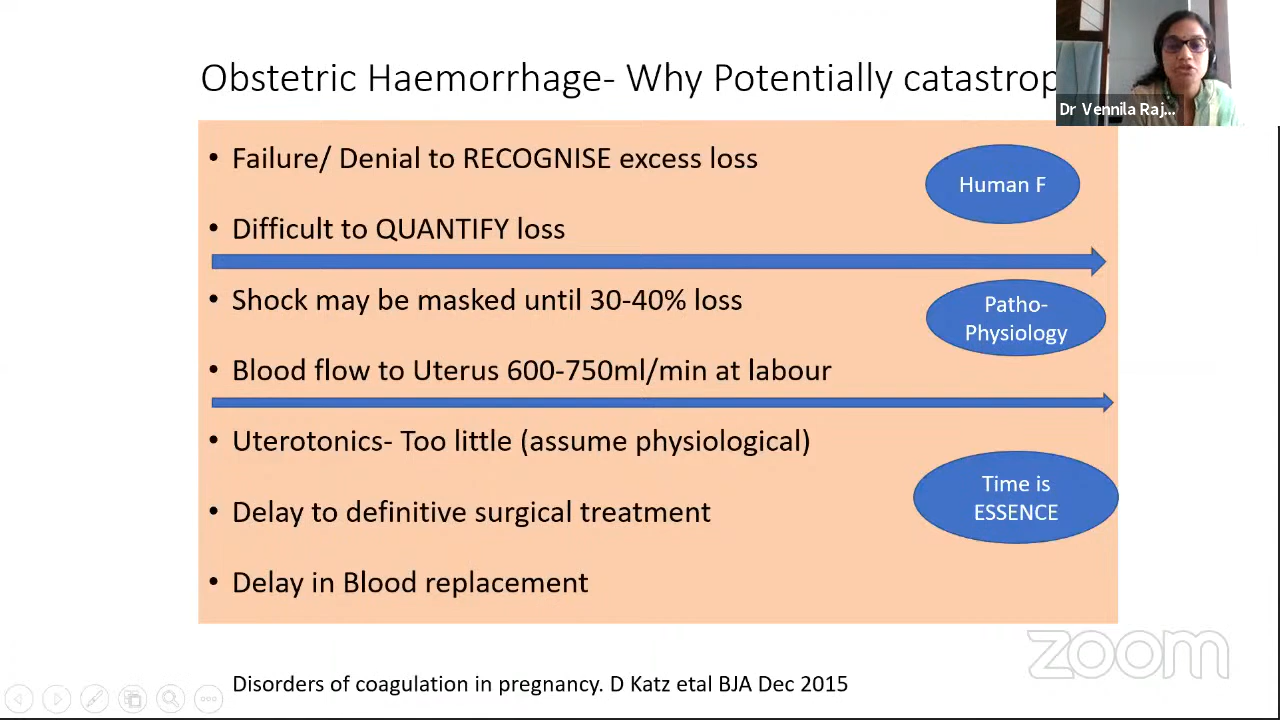 Obstetric Haemorrhage- Why Potentially catastrop
Dr Vennila Raj...
• Failure/ Denial to RECOGNISE excess loss
Human F
• Difficult to QUANTIFY loss
• Shock may be masked until 30-40% loss
Patho-
Physiology
• Blood flow to Uterus 600-750ml/min at labour
• Uterotonics- Too little (assume physiological)
Time is
ESSENCE
• Delay to definitive surgical treatment
• Delay in Blood replacement
zoom
Disorders of coagulation in pregnancy. D Katz etal BJA Dec 2015